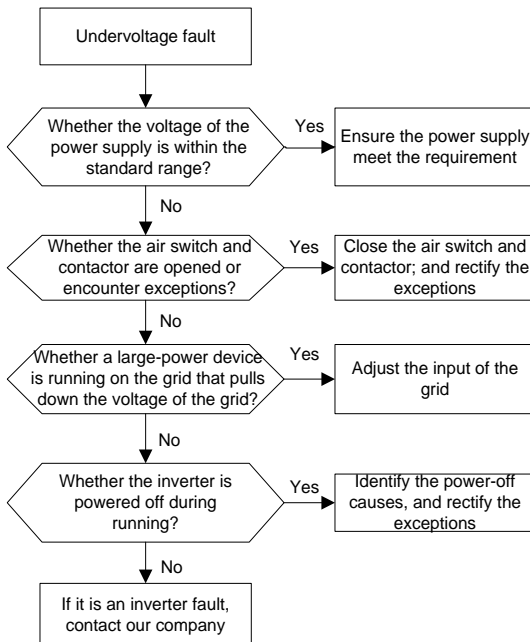 Undervoltage fault
Whether the voltage of the
power supply is within the
standard range?
Yes
Ensure the power supply
meet the requirement
No
Whether the air switch and
contactor are opened or
encounter exceptions?
Yes
Close the air switch and
contactor; and rectify the
exceptions
No
Whether a large-power device
is running on the grid that pulls
down the voltage of the grid?
Yes
Adjust the input of the
grid
No
Whether the inverter is
powered off during
running?
Yes
Identify the power-off
causes, and rectify the
exceptions
No
If it is an inverter fault,
contact our company